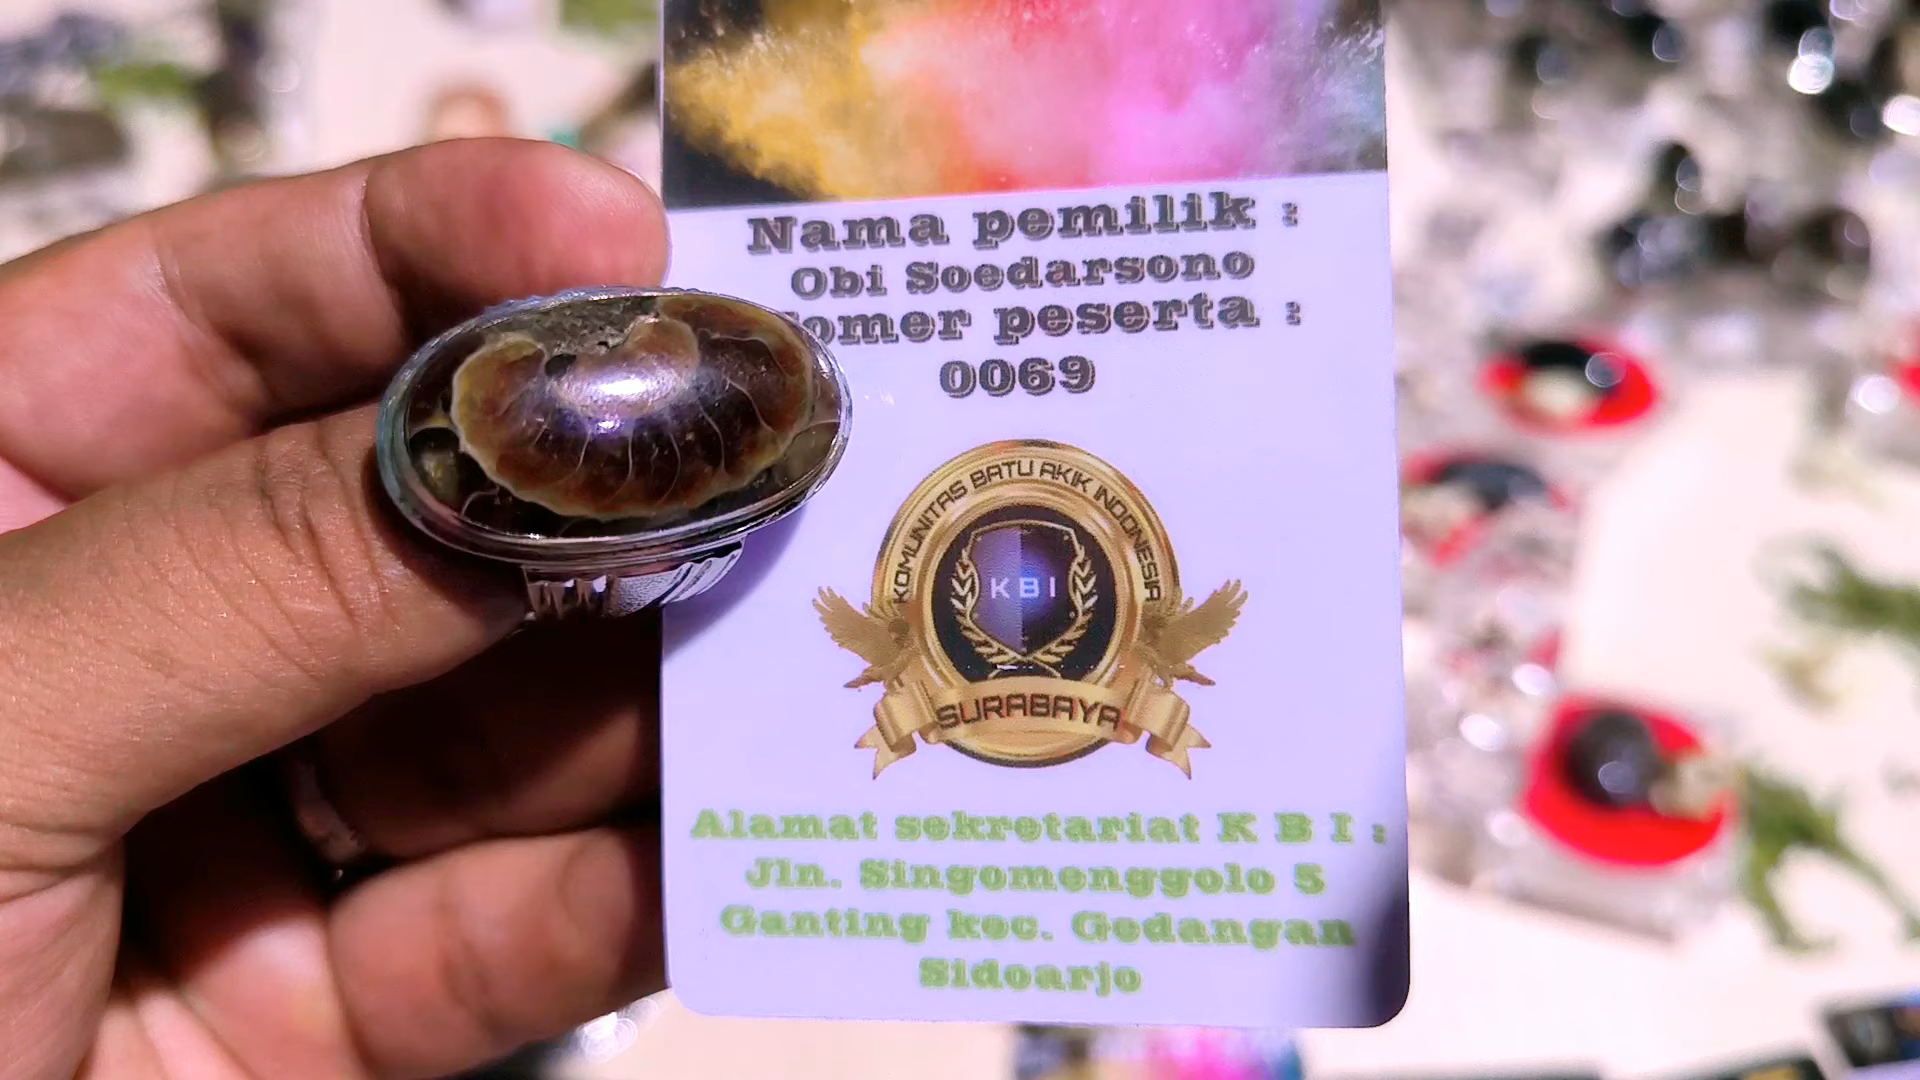 Nama pemilik :
Obi Soedarsono
omer peserta :
0069
KOMUNITAS BATU AKIK INDONESIA
K B I
SURABAYA
Alamat sekretariat K B I :
Jln. Singomenggolo 5
Ganting kec. Gedangan
Sidoarjo